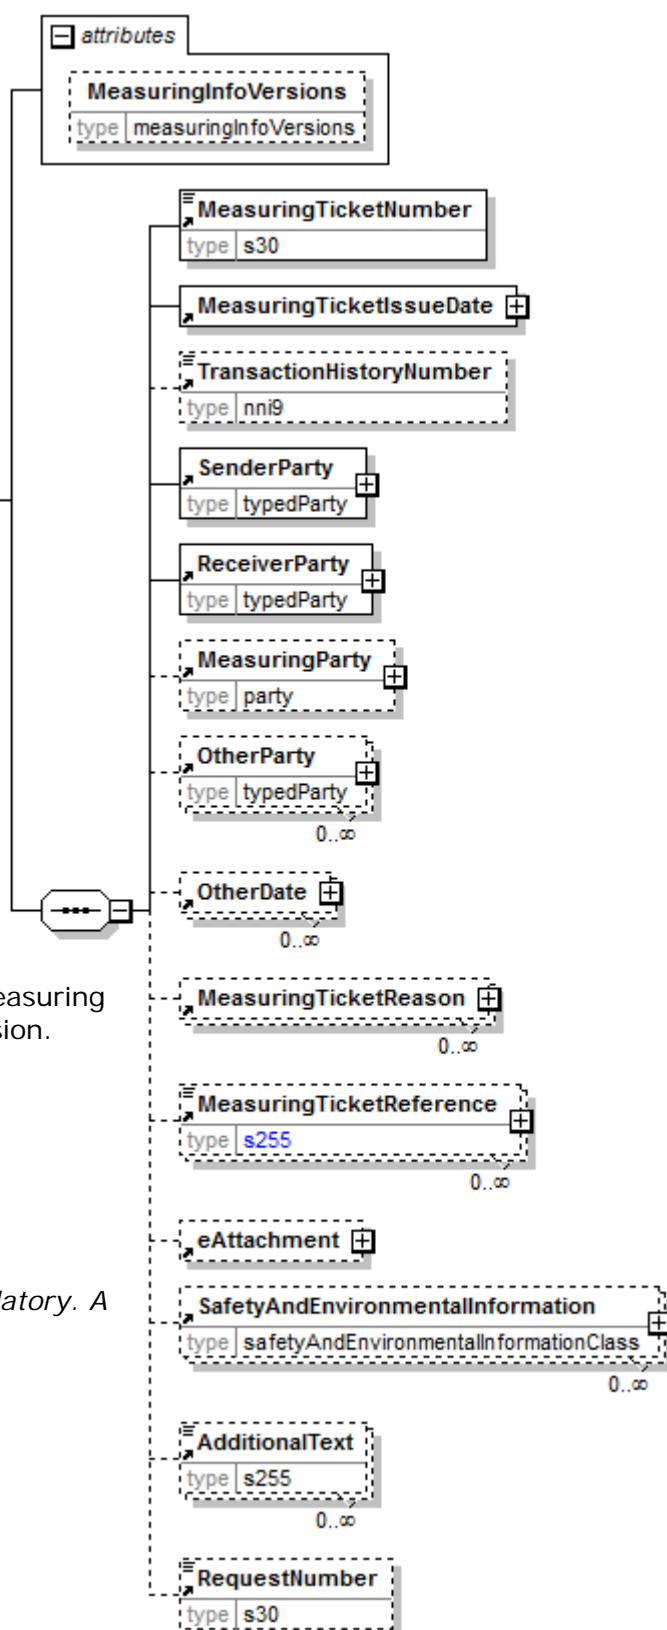 attributes
MeasuringInfoVersions
type measuringInfoVersions
MeasuringTicketNumber
type s30
MeasuringTicketIssueDate
TransactionHistoryNumber
type nni9
SenderParty
type typedParty
ReceiverParty
type typedParty
MeasuringParty
type party
OtherParty
type typedParty
0..∞
OtherDate
0..∞
easuring
MeasuringTicketReason
sion.
0..∞
MeasuringTicketReference
type s255
0..∞
eAttachment
latory. A
SafetyAndEnvironmentalInformation
type safetyAndEnvironmentalInformationClass
0..∞
AdditionalText
type s255
0..∞
RequestNumber
type s30